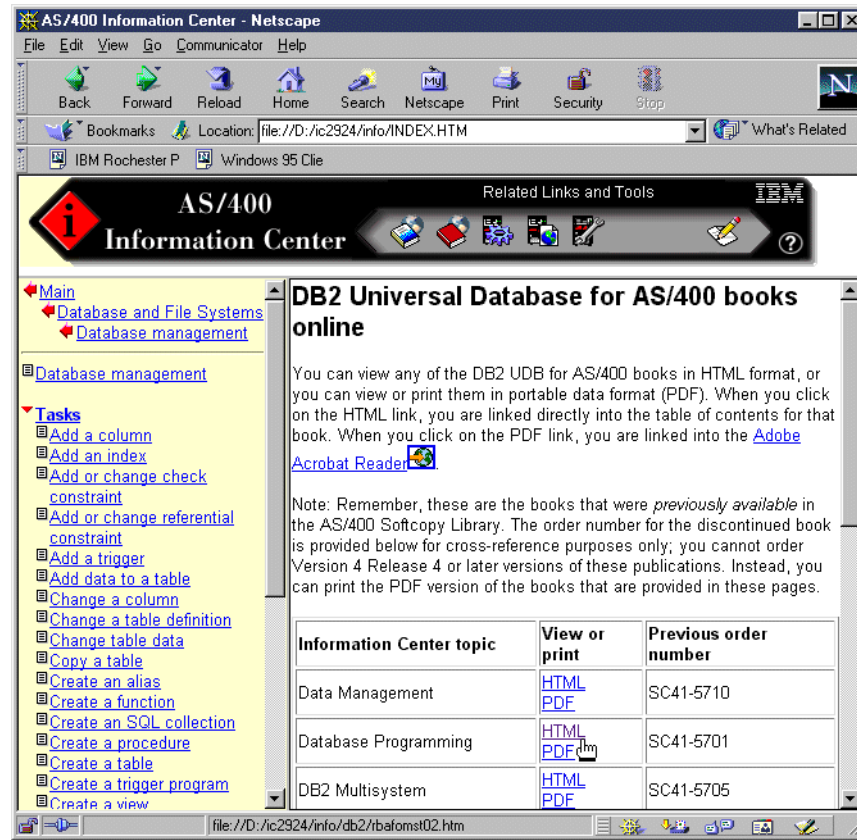 AS/400 Information Center - Netscape
File Edit View Go Communicator Help
Back Forward Reload Home Search Netscape Print Security Stop
My
N
Bookmarks Location: file://D:/ic2924/info/INDEX.HTM What's Related
IBM Rochester P Windows 95 Clie
AS/400
Information Center
i
Related Links and Tools
IBM
?
Main
Database and File Systems
Database management
Database management
Tasks
Add a column
Add an index
Add or change check
constraint
Add or change referential
constraint
Add a trigger
Add data to a table
Change a column
Change a table definition
Change table data
Copy a table
Create an alias
Create a function
Create an SQL collection
Create a procedure
Create a table
Create a trigger program
Create a view
DB2 Universal Database for AS/400 books
online
You can view any of the DB2 UDB for AS/400 books in HTML format, or
you can view or print them in portable data format (PDF). When you click
on the HTML link, you are linked directly into the table of contents for that
book. When you click on the PDF link, you are linked into the Adobe
Acrobat Reader.
Note: Remember, these are the books that were previously available in
the AS/400 Softcopy Library. The order number for the discontinued book
is provided below for cross-reference purposes only; you cannot order
Version 4 Release 4 or later versions of these publications. Instead, you
can print the PDF version of the books that are provided in these pages.
Information Center topic View or print Previous order number
Data Management HTML PDF SC41-5710
Database Programming HTML PDF SC41-5701
DB2 Multisystem HTML PDF SC41-5705
file://D:/ic2924/info/db2/rbafomst02.htm